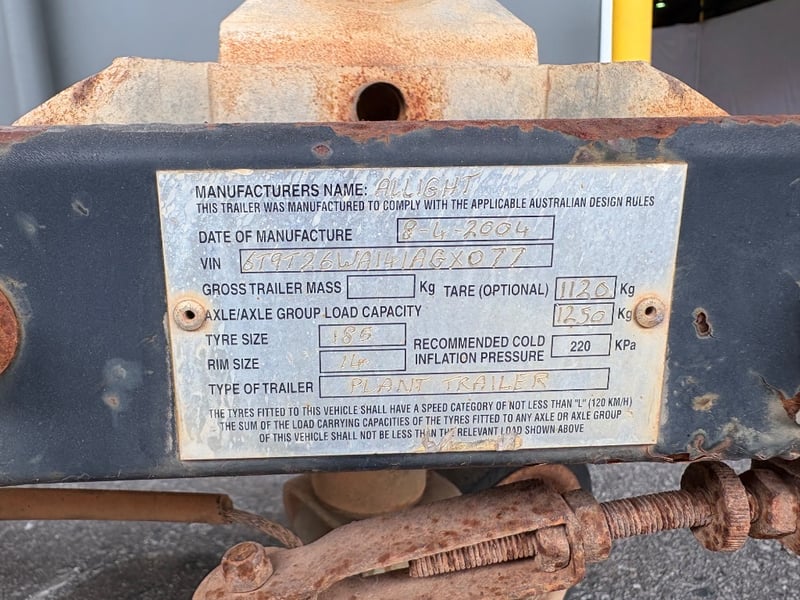 MANUFACTURERS NAME: ALLIGHT
THIS TRAILER WAS MANUFACTURED TO COMPLY WITH THE APPLICABLE AUSTRALIAN DESIGN RULES
DATE OF MANUFACTURE 8-4-2004
VIN 6T9T26WA141AGX077
GROSS TRAILER MASS Kg TARE (OPTIONAL) 1120 Kg
AXLE/AXLE GROUP LOAD CAPACITY 1250 Kg
TYRE SIZE 185
RIM SIZE 14
RECOMMENDED COLD INFLATION PRESSURE 220 KPa
TYPE OF TRAILER PLANT TRAILER
THE TYRES FITTED TO THIS VEHICLE SHALL HAVE A SPEED CATEGORY OF NOT LESS THAN "L" (120 KM/H)
THE SUM OF THE LOAD CARRYING CAPACITIES OF THE TYRES FITTED TO ANY AXLE OR AXLE GROUP
OF THIS VEHICLE SHALL NOT BE LESS THAN THE RELEVANT LOAD SHOWN ABOVE